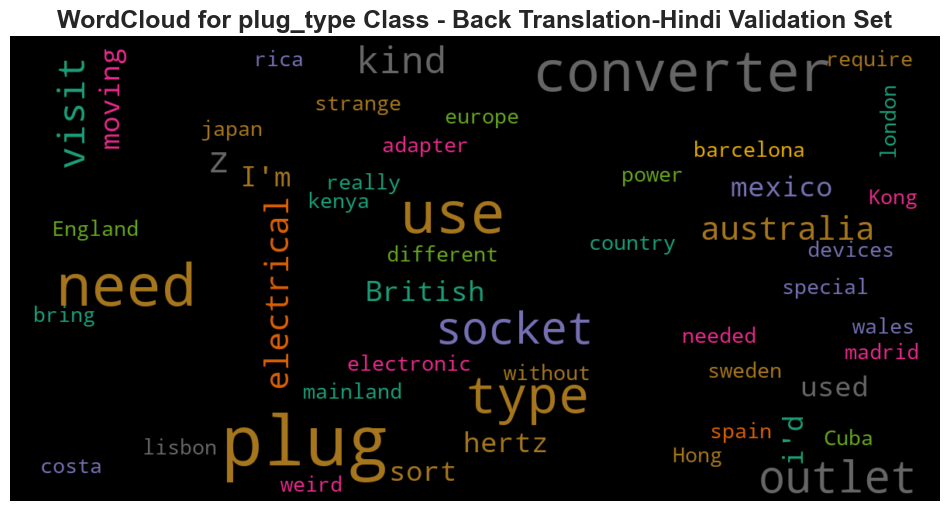 WordCloud for plug_type Class - Back Translation-Hindi Validation Set
visit
moving
rica
kind
converter
require
strange
europe
london
japan
adapter
barcelona
z
I'm
really
power
mexico
kenya
Kong
use
England
australia
electrical
different
country
devices
need
British
special
bring
socket
needed
wales
electronic
madrid
without
sweden
mainland
type
used
plug
lisbon
hertz
spain
i'd
Cuba
costa
sort
Hong
weird
outlet